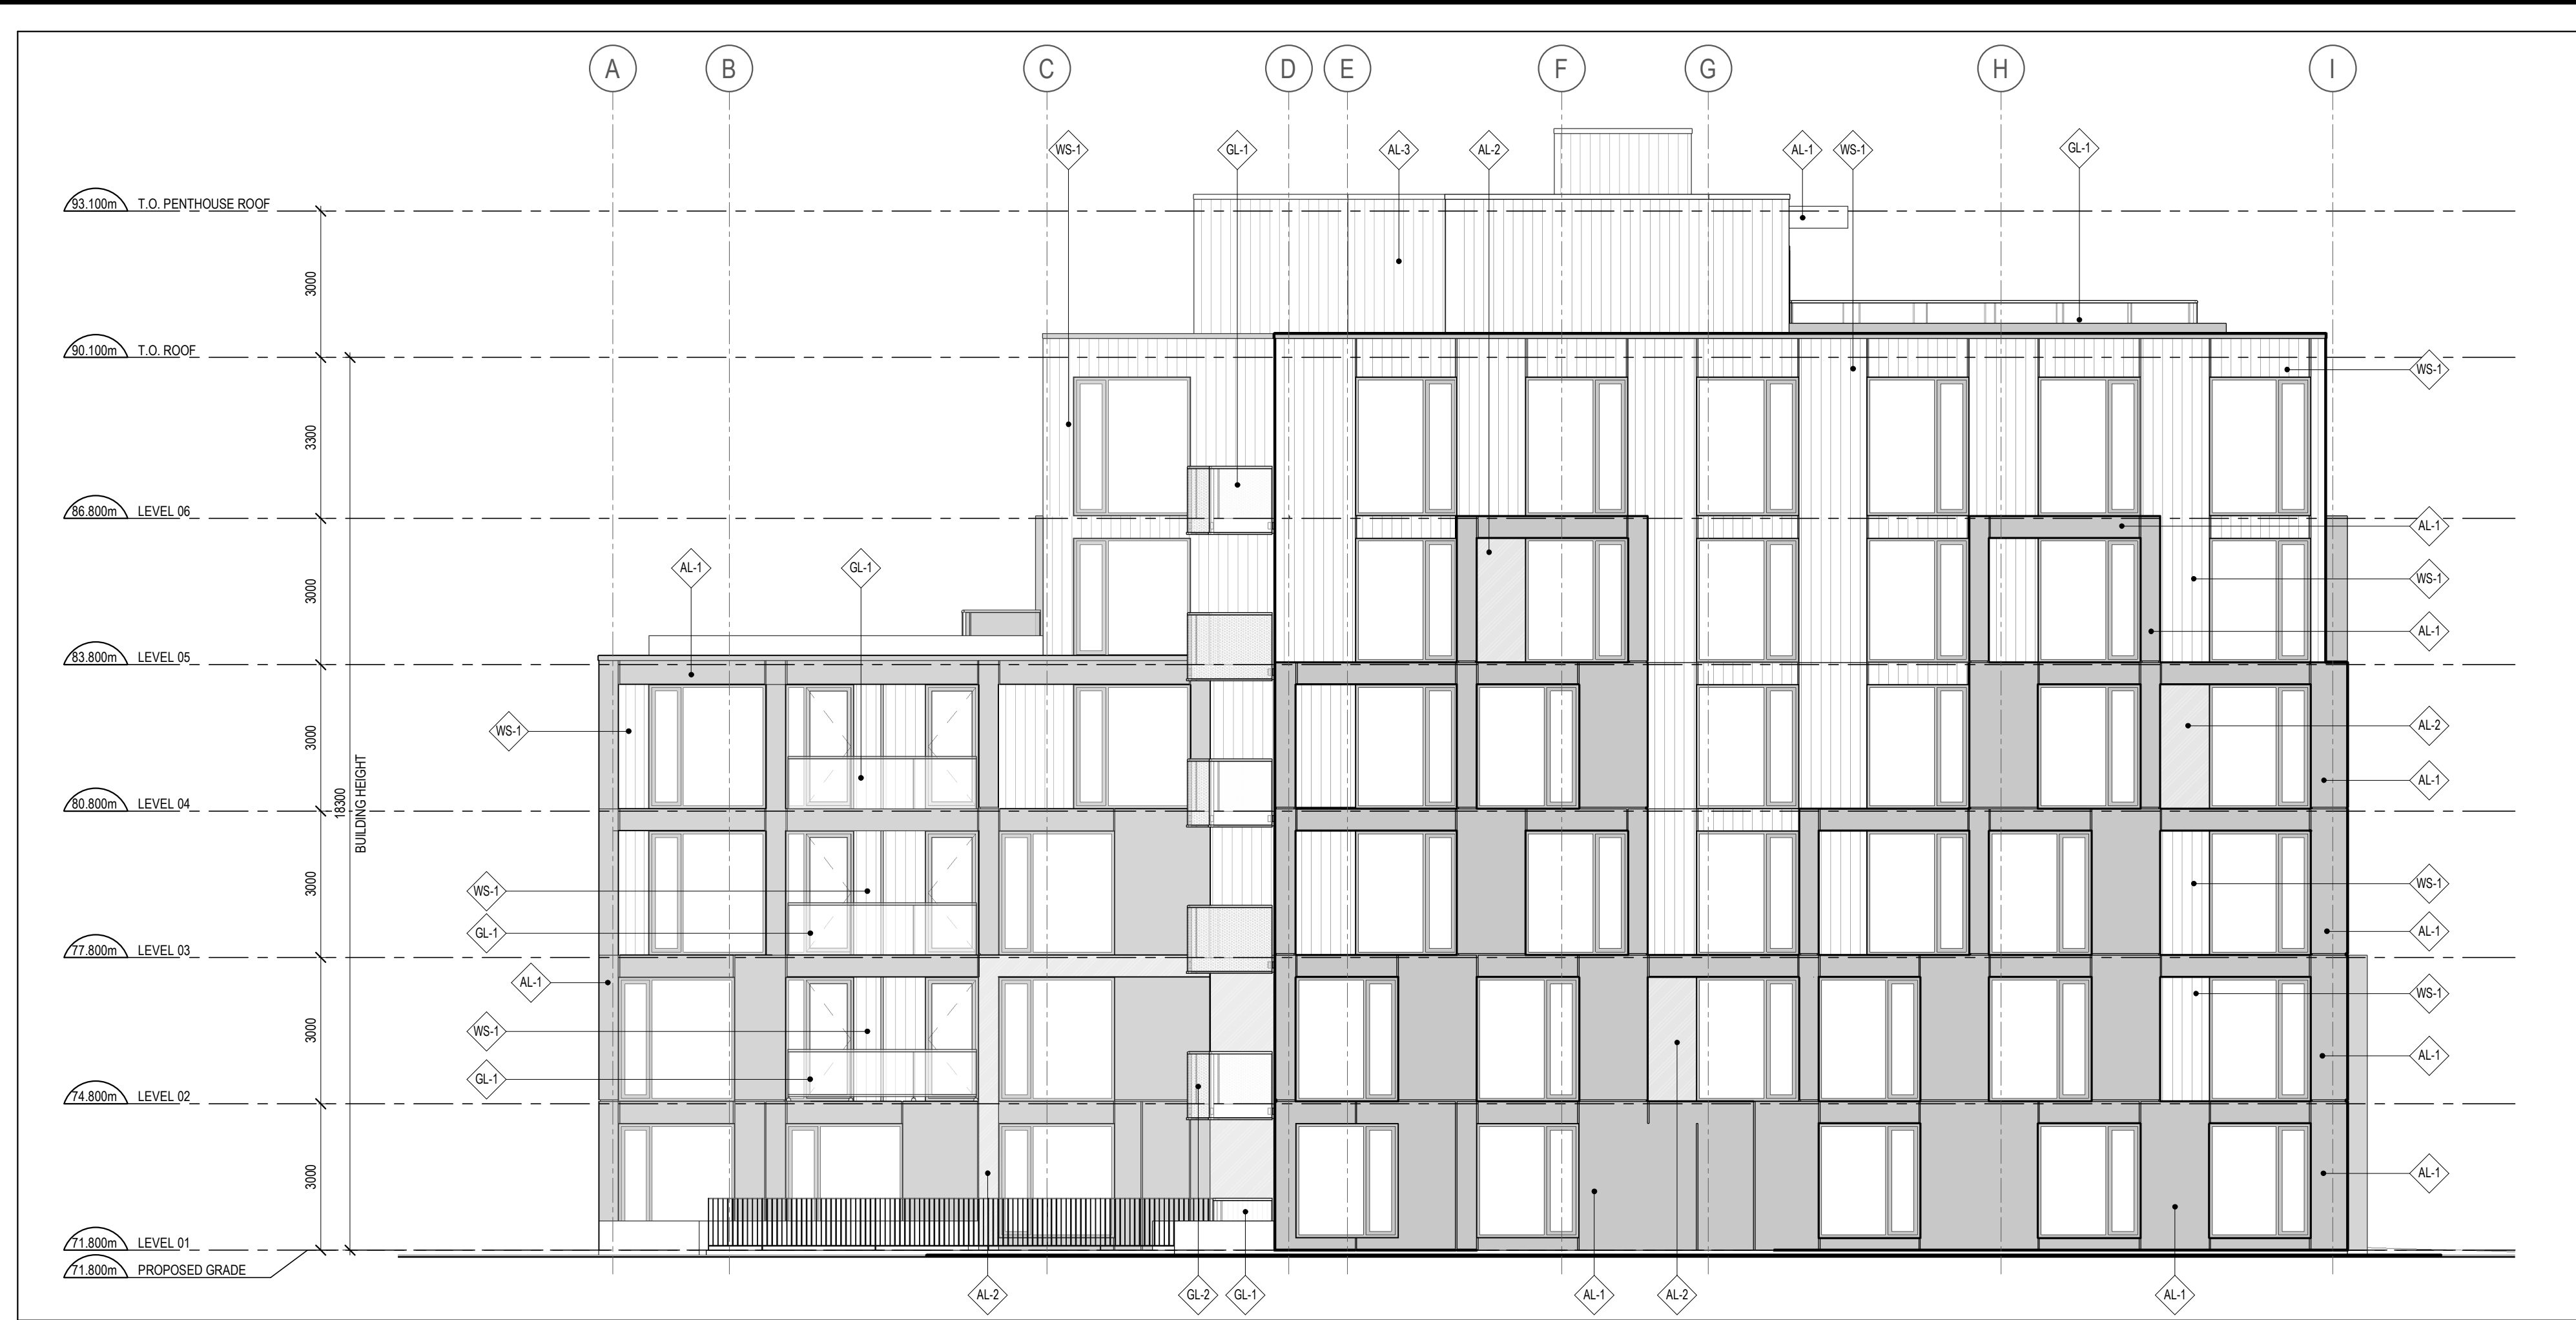 A B C D E F G H I
WS-1 GL-1 AL-3 AL-2 AL-1 WS-1 GL-1
93.100m T.O. PENTHOUSE ROOF
3000
90.100m T.O. ROOF
WS-1
3300
86.800m LEVEL 06
AL-1
AL-1 GL-1
3000
WS-1
AL-1
83.800m LEVEL 05
WS-1
3000
AL-2
AL-1
80.800m LEVEL 04
18300
BUILDING HEIGHT
3000
WS-1
WS-1
GL-1
AL-1
77.800m LEVEL 03
AL-1
WS-1
3000
WS-1
AL-1
GL-1
74.800m LEVEL 02
3000
AL-1
71.800m LEVEL 01
71.800m PROPOSED GRADE
AL-2 GL-2 GL-1 AL-1 AL-2 AL-1